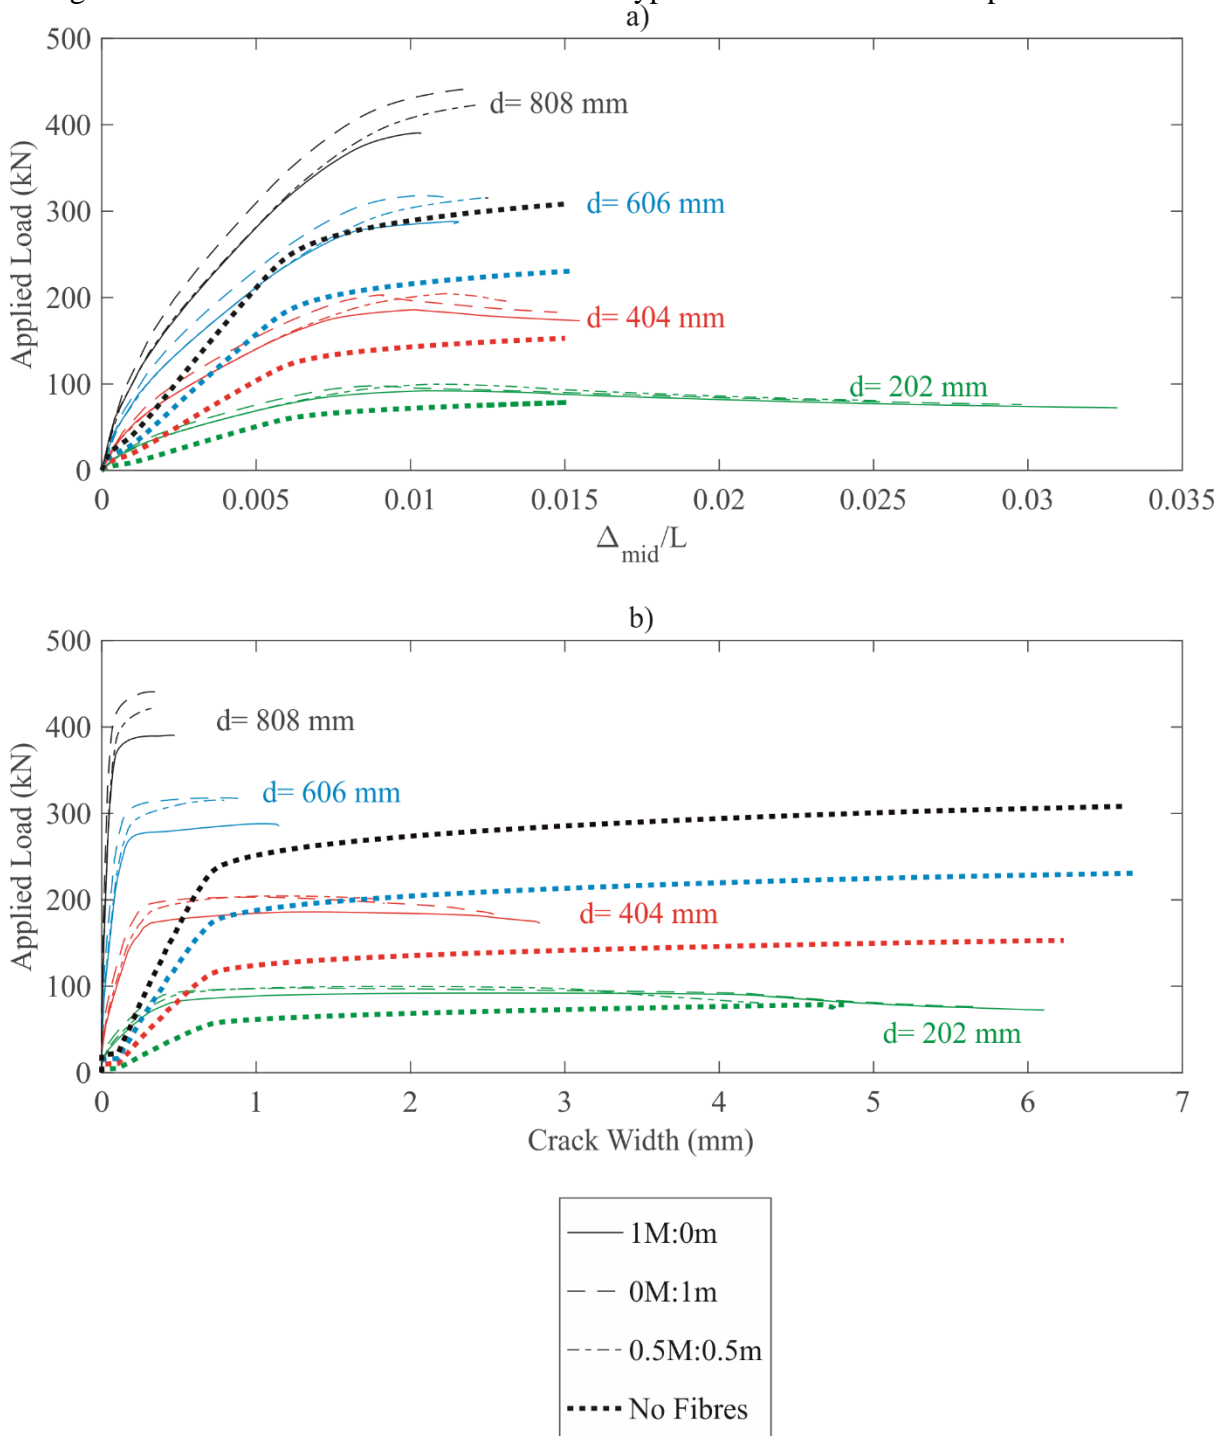 a)
500
400
300
200
100
0
Applied Load (kN)
d= 808 mm
d= 606 mm
d= 404 mm
d= 202 mm
0 0.005 0.01 0.015 0.02 0.025 0.03 0.035
Δmid/L
b)
500
400
300
200
100
0
Applied Load (kN)
d= 808 mm
d= 606 mm
d= 404 mm
d= 202 mm
0 1 2 3 4 5 6 7
Crack Width (mm)
1M:0m
0M:1m
0.5M:0.5m
No Fibres